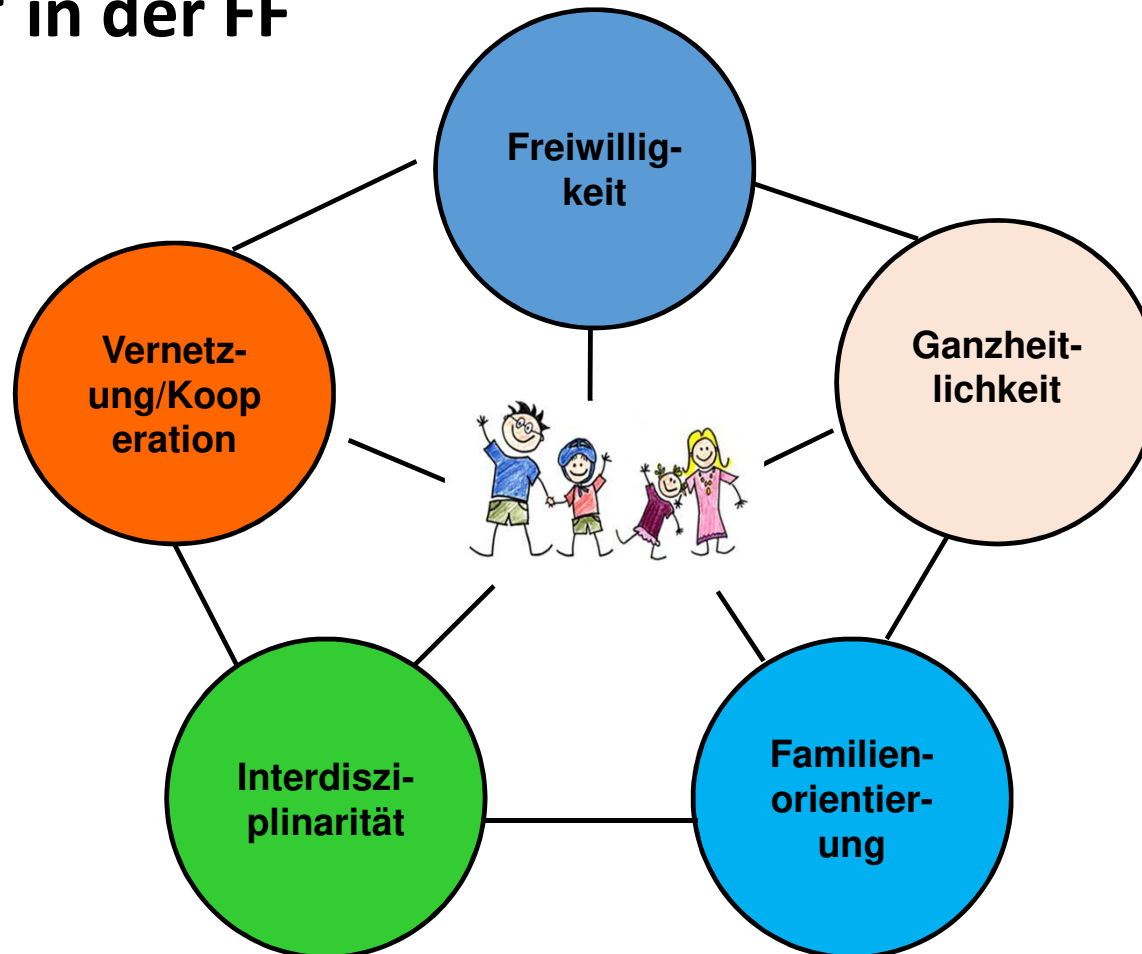 in der FF
Freiwillig-
keit
Vernetz-
ung/Koop
eration
Ganzheit-
lichkeit
Interdiszi-
plinarität
Familien-
orientier-
ung